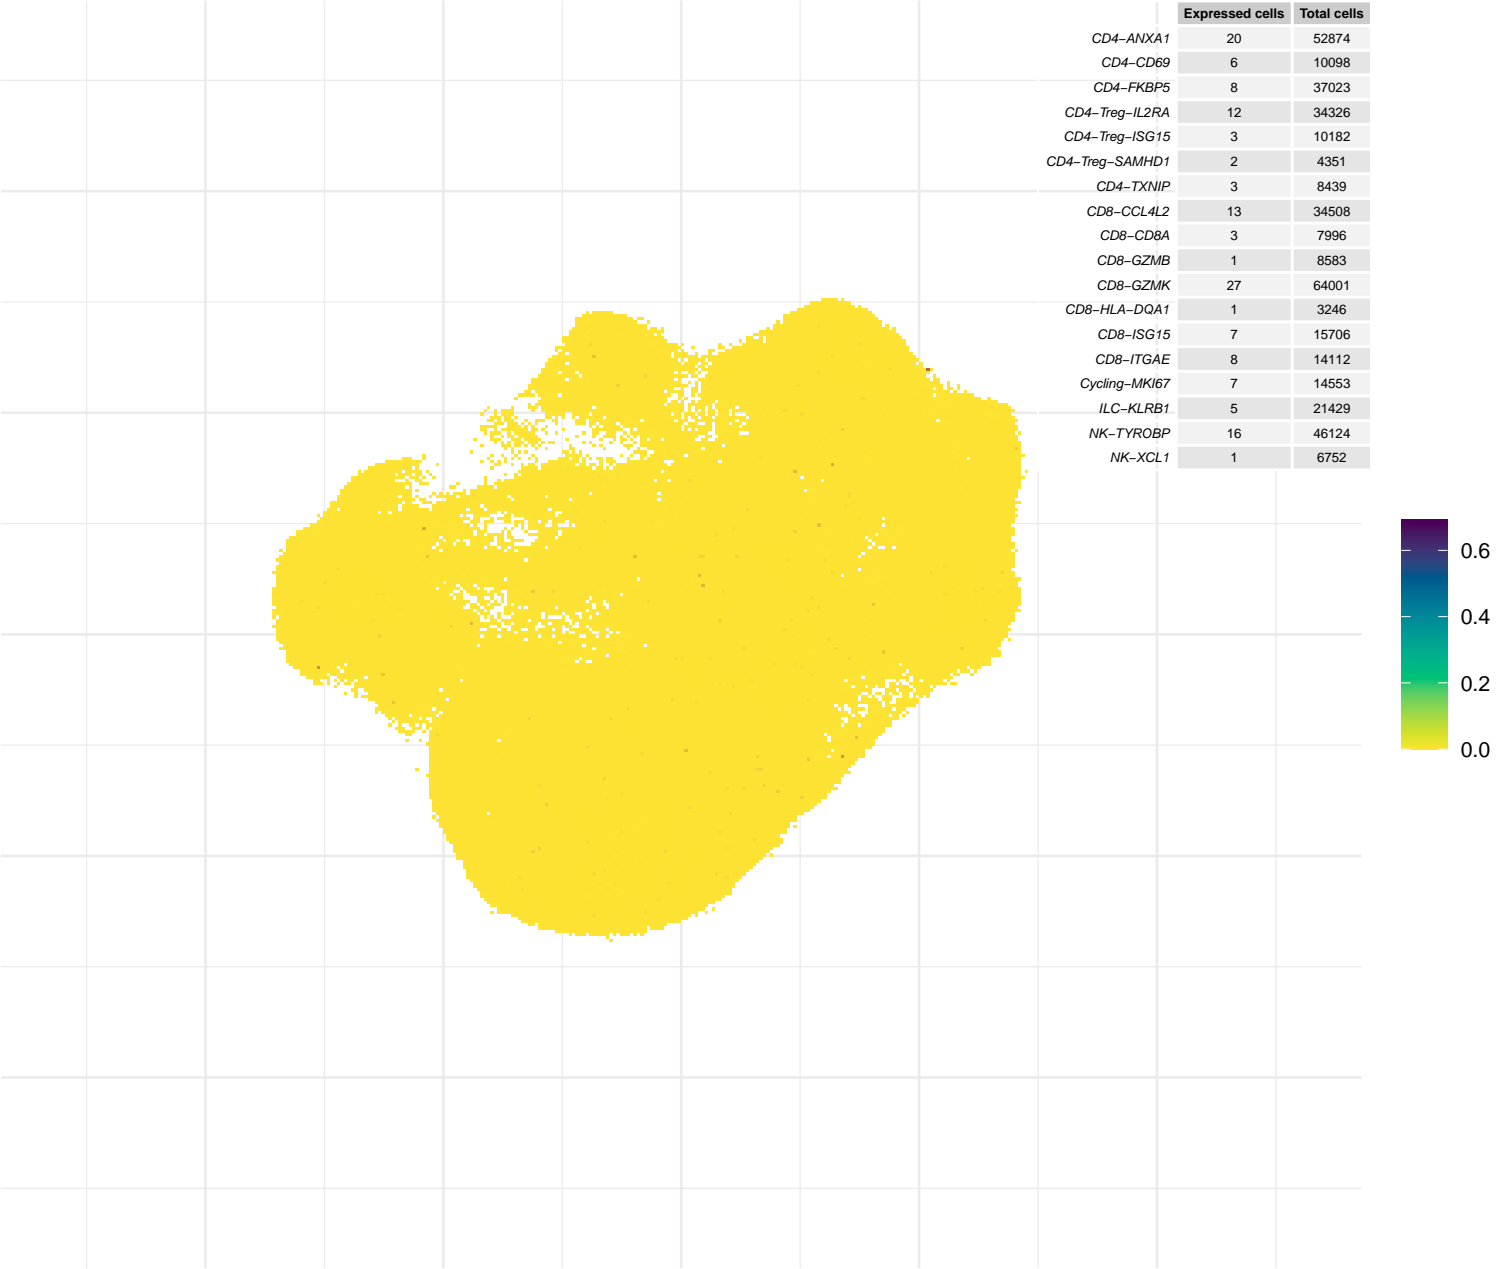 Expressed cells Total cells
CD4−ANXA1 20 52874
CD4−CD69 6 10098
CD4−FKBP5 8 37023
CD4−Treg−IL2RA 12 34326
CD4−Treg−ISG15 3 10182
CD4−Treg−SAMHD1 2 4351
CD4−TXNIP 3 8439
CD8−CCL4L2 13 34508
CD8−CD8A 3 7996
CD8−GZMB 1 8583
CD8−GZMK 27 64001
CD8−HLA−DQA1 1 3246
CD8−ISG15 7 15706
CD8−ITGAE 8 14112
Cycling−MKI67 7 14553
ILC−KLRB1 5 21429
NK−TYROBP 16 46124
NK−XCL1 1 6752
0.6
0.4
0.2
0.0